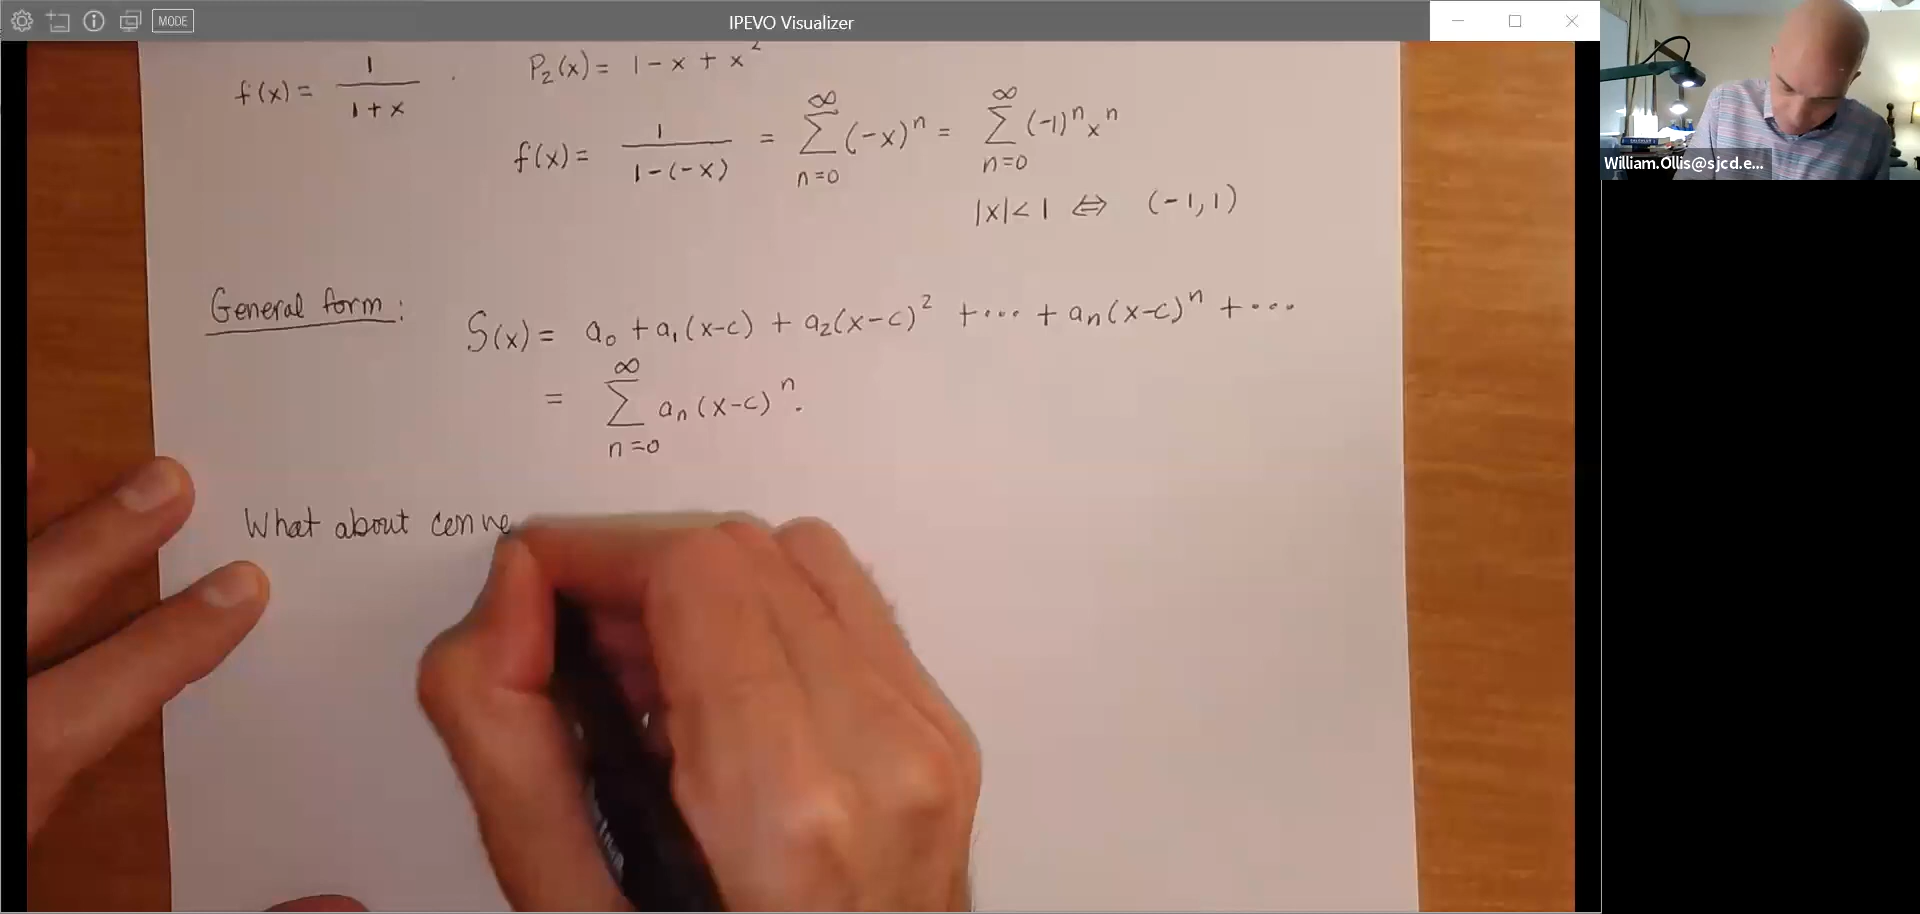 MODE
IPEVO Visualizer
f(x) = 1/(1+x) . P₂(x) = 1 - x + x²
f(x) = 1/(1-(-x)) = ∞∑n=0 (-x)ⁿ = ∞∑n=0 (-1)ⁿxⁿ
|x| < 1 ⇔ (-1, 1)
General form: S(x) = a₀ + a₁(x-c) + a₂(x-c)² + ··· + aₙ(x-c)ⁿ + ···
= ∞∑n=0 aₙ(x-c)ⁿ.
What about conve
William.Ollis@sjcd.e...